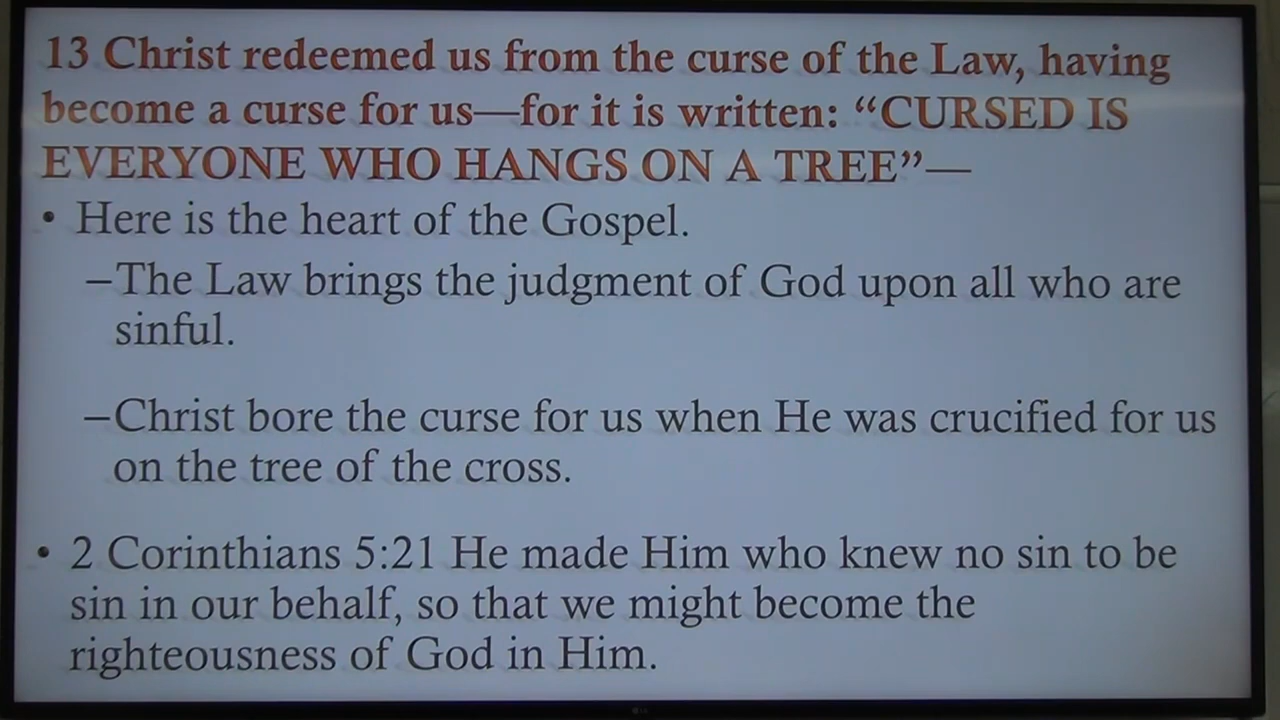 13 Christ redeemed us from the curse of the Law, having
become a curse for us—for it is written: “CURSED IS
EVERYONE WHO HANGS ON A TREE”—
• Here is the heart of the Gospel.
–The Law brings the judgment of God upon all who are
sinful.
–Christ bore the curse for us when He was crucified for us
on the tree of the cross.
• 2 Corinthians 5:21 He made Him who knew no sin to be
sin in our behalf, so that we might become the
righteousness of God in Him.